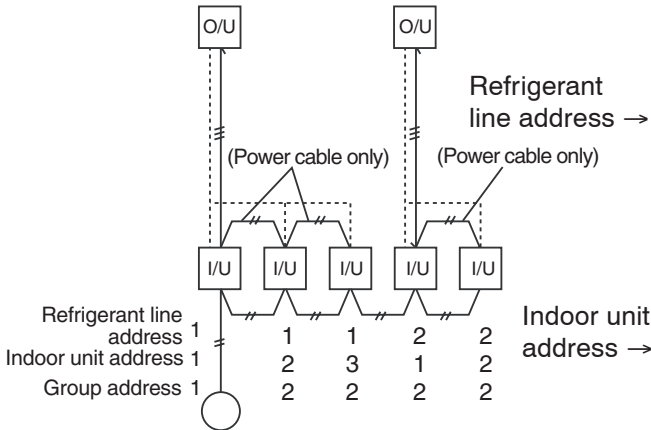 O/U O/U
Refrigerant
line address →
(Power cable only) (Power cable only)
I/U I/U I/U I/U I/U
Refrigerant line
address 1 1 1 2 2
Indoor unit address 1 2 3 1 2
Group address 1 2 2 2 2
Indoor unit
address →